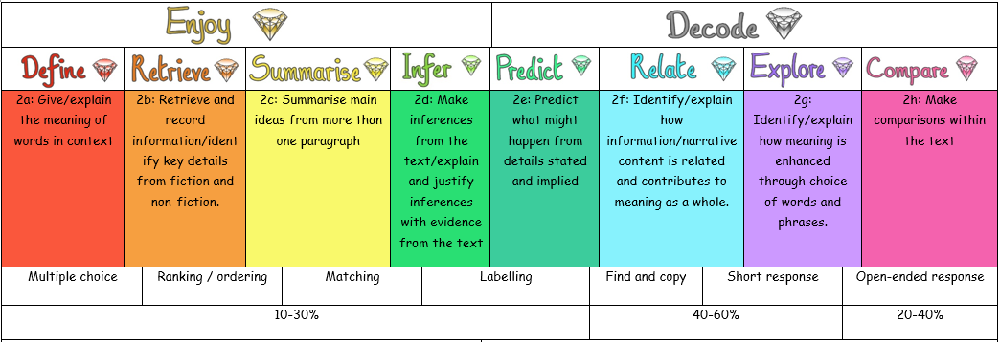 Enjoy
Decode
Define
Retrieve
Summarise
Infer
Predict
Relate
Explore
Compare
2a: Give/explain
the meaning of
words in context
2b: Retrieve and
record
information/ident
ify key details
from fiction and
non-fiction.
2c: Summarise main
ideas from more than
one paragraph
2d: Make
inferences
from the
text/explain
and justify
inferences
with evidence
from the text
2e: Predict
what might
happen from
details stated
and implied
2f: Identify/explain
how
information/narrative
content is related
and contributes to
meaning as a whole.
2g:
Identify/explain
how meaning is
enhanced
through choice
of words and
phrases.
2h: Make
comparisons within
the text
Multiple choice
Ranking / ordering
Matching
Labelling
Find and copy
Short response
Open-ended response
10-30%
40-60%
20-40%